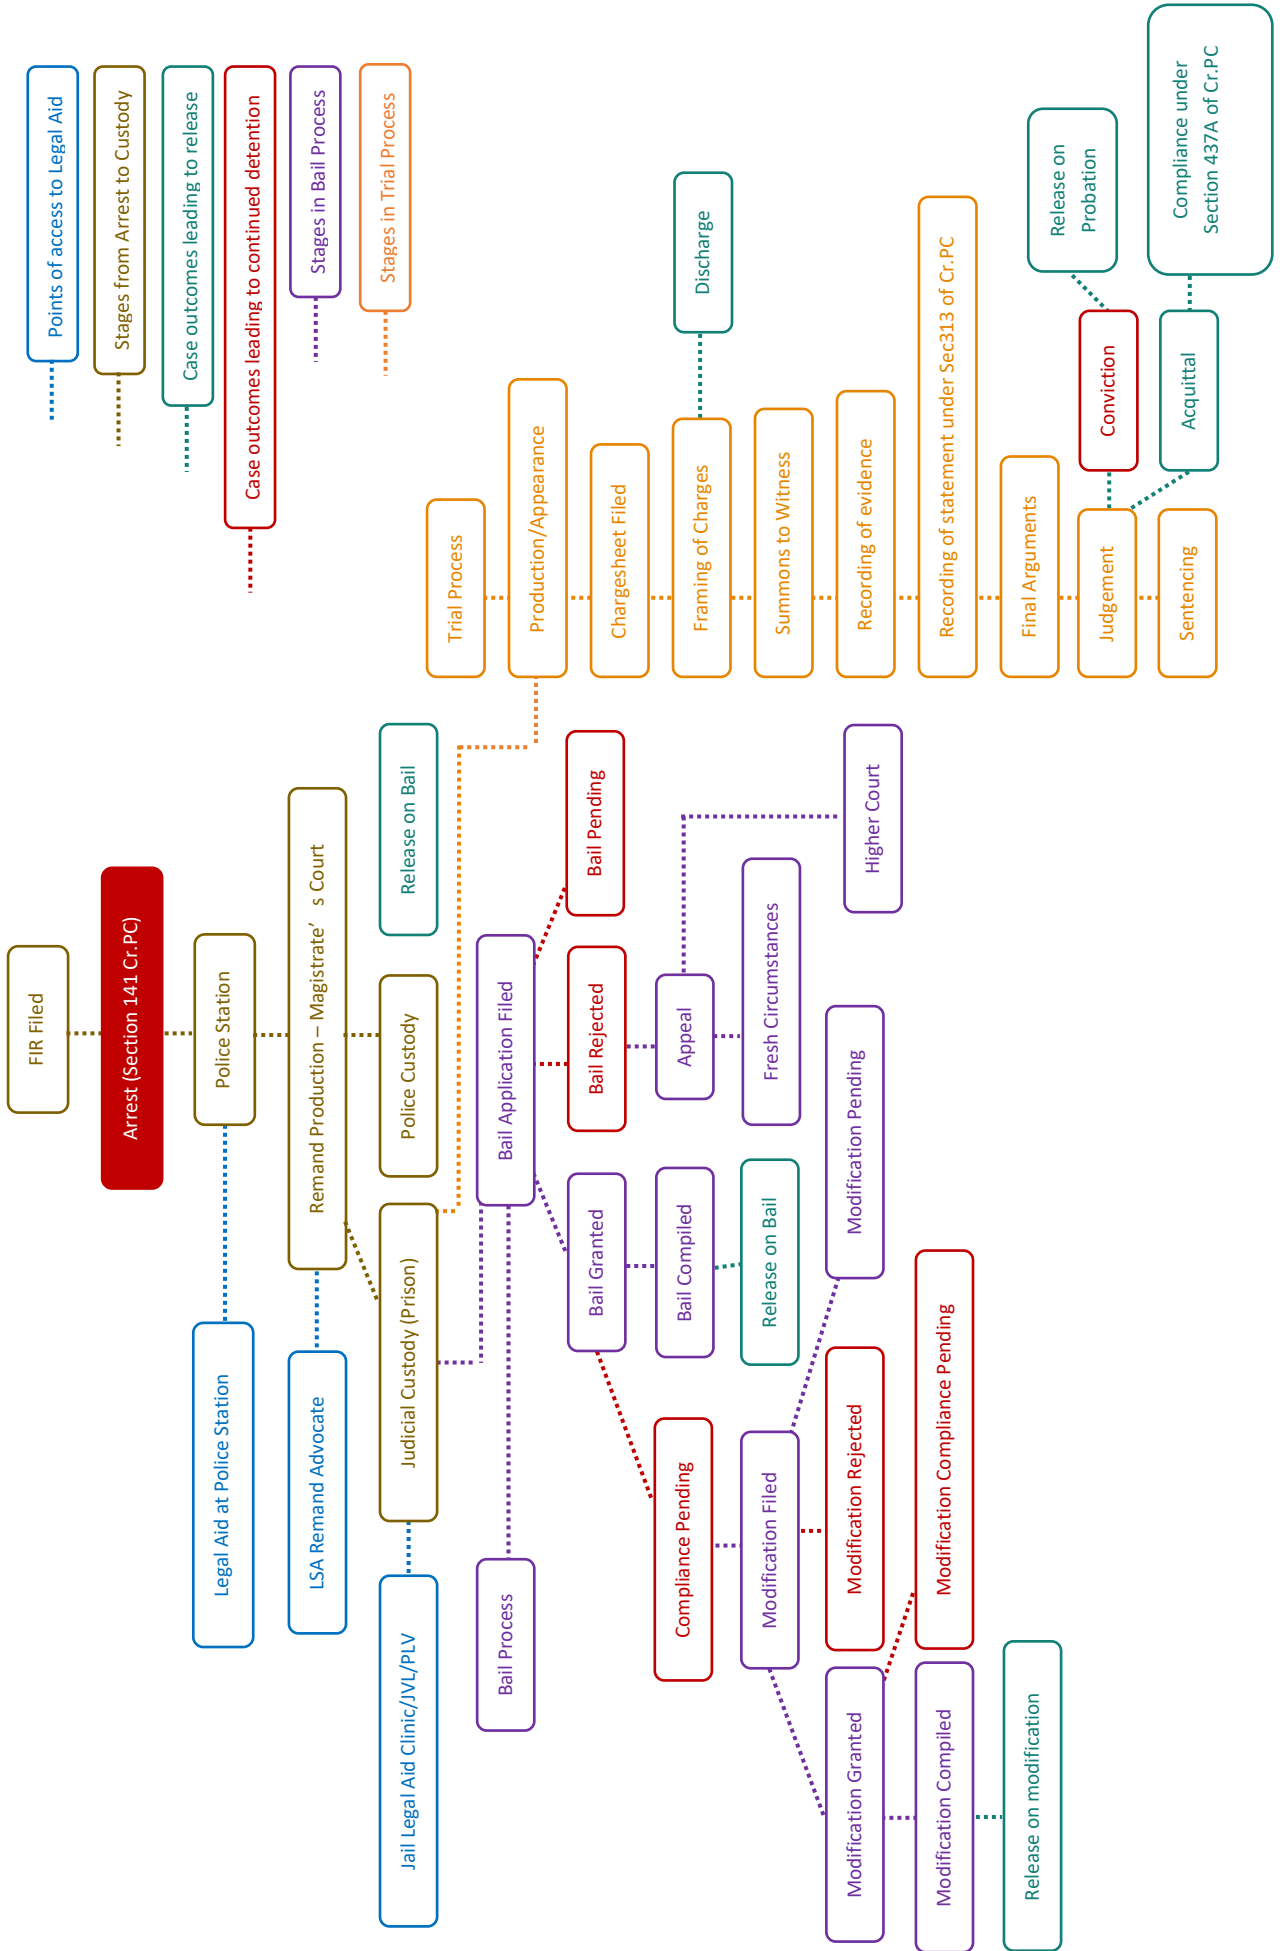 Points of access to Legal Aid
Stages from Arrest to Custody
Case outcomes leading to release
Case outcomes leading to continued detention
Stages in Bail Process
Stages in Trial Process
FIR Filed
Arrest (Section 141 Cr.PC)
Legal Aid at Police Station
Police Station
LSA Remand Advocate
Remand Production – Magistrate’ s Court
Jail Legal Aid Clinic/JVL/PLV
Judicial Custody (Prison)
Police Custody
Release on Bail
Bail Process
Bail Application Filed
Bail Granted
Bail Rejected
Bail Pending
Compliance Pending
Bail Compiled
Appeal
Modification Filed
Release on Bail
Fresh Circumstances
Higher Court
Modification Granted
Modification Rejected
Modification Pending
Modification Compiled
Modification Compliance Pending
Release on modification
Trial Process
Production/Appearance
Chargesheet Filed
Framing of Charges
Discharge
Summons to Witness
Recording of evidence
Recording of statement under Sec313 of Cr.PC
Final Arguments
Judgement
Conviction
Release on
Probation
Sentencing
Acquittal
Compliance under
Section 437A of Cr.PC